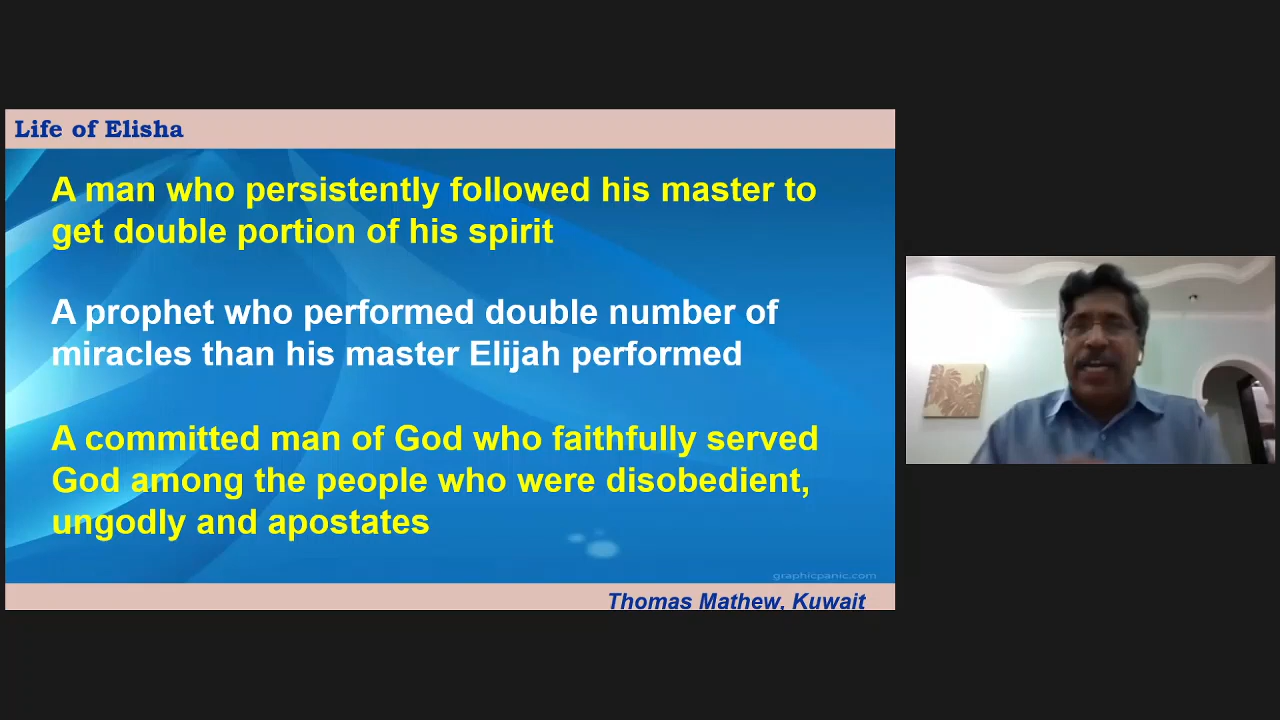 Life of Elisha
A man who persistently followed his master to
get double portion of his spirit
A prophet who performed double number of
miracles than his master Elijah performed
A committed man of God who faithfully served
God among the people who were disobedient,
ungodly and apostates
graphicpanic.com
Thomas Mathew, Kuwait